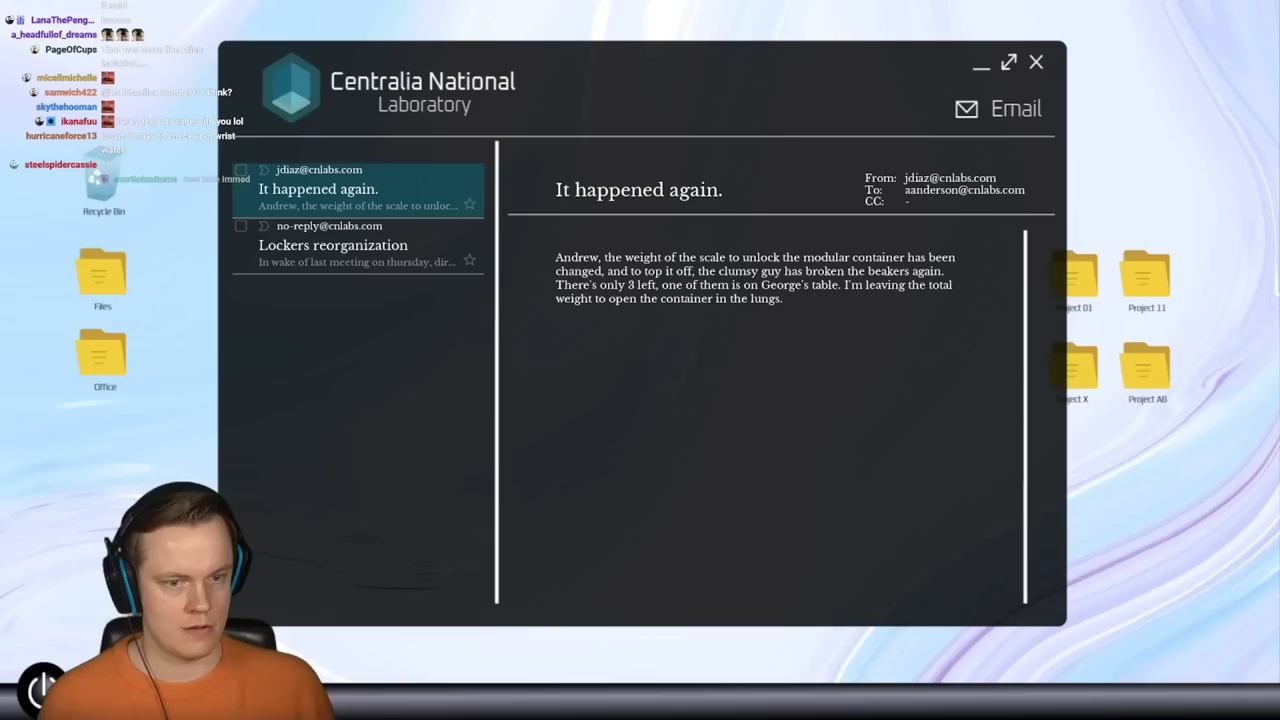 LanaThePeng...
a_headfullof_dreams
PageOfCups
micellmichelle
samwich422
skythehooman
ikanafuu
hurricaneforce13
steelspidercassie
Recycle Bin
Files
Office
Centralia National
Laboratory
Email
jdiaz@cnlabs.com
It happened again.
Andrew, the weight of the scale to unloc...
no-reply@cnlabs.com
Lockers reorganization
In wake of last meeting on thursday, dir...
It happened again.
From: jdiaz@cnlabs.com
To: aanderson@cnlabs.com
CC: -
Andrew, the weight of the scale to unlock the modular container has been
changed, and to top it off, the clumsy guy has broken the beakers again.
There's only 3 left, one of them is on George's table. I'm leaving the total
weight to open the container in the lungs.
Project 01
Project 11
Project X
Project AB